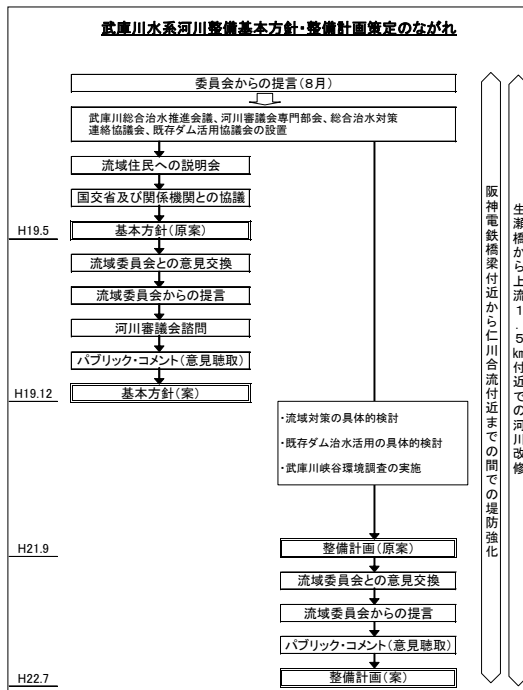 武庫川水系河川整備基本方針・整備計画策定のながれ
委員会からの提言（８月）
武庫川総合治水推進会議、河川審議会専門部会、総合治水対策
連絡協議会、既存ダム活用協議会の設置
流域住民への説明会
国交省及び関係機関との協議
H19.5
基本方針（原案）
流域委員会との意見交換
流域委員会からの提言
河川審議会諮問
パブリック・コメント（意見聴取）
H19.12
基本方針（案）
・流域対策の具体的検討
・既存ダム治水活用の具体的検討
・武庫川峡谷環境調査の実施
H21.9
整備計画（原案）
流域委員会との意見交換
流域委員会からの提言
パブリック・コメント（意見聴取）
H22.7
整備計画（案）
阪神電鉄橋梁付近から仁川合流付近までの間での堤防強化
生瀬橋から上流１．５㎞付近での河川改修